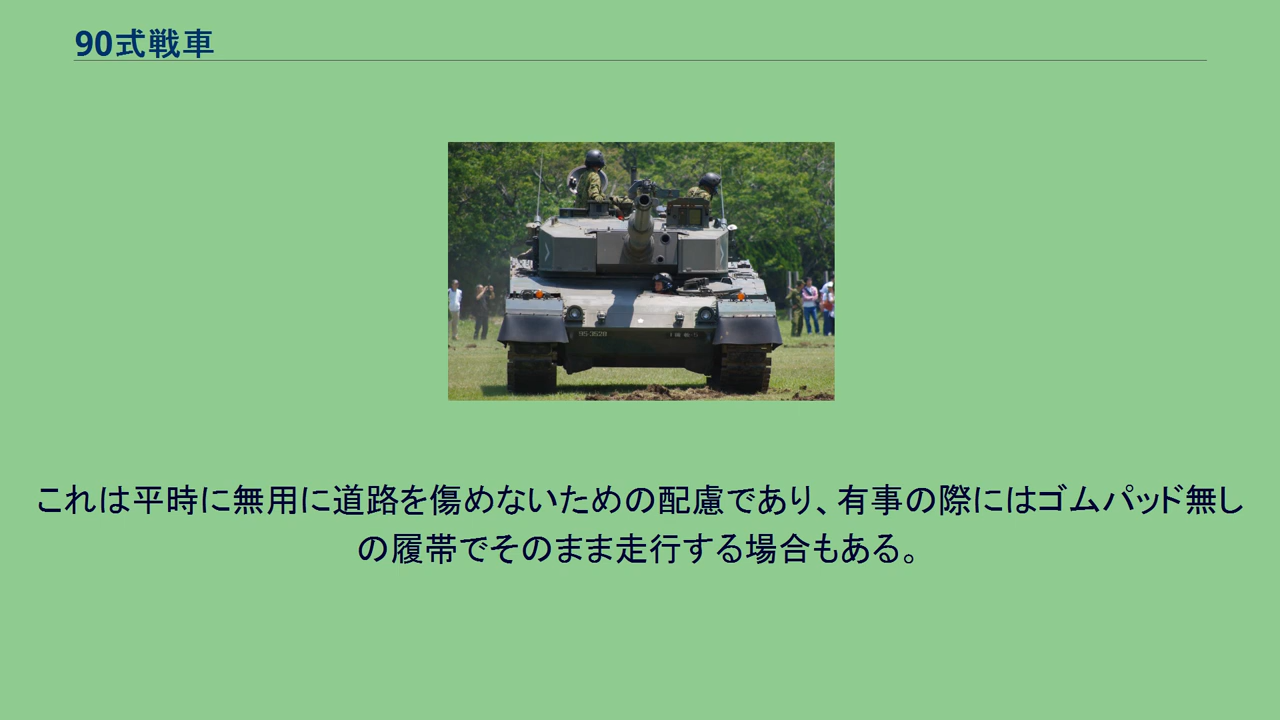 90式戦車
これは平時に無用に道路を傷めないための配慮であり、有事の際にはゴムパッド無し
の履帯でそのまま走行する場合もある。